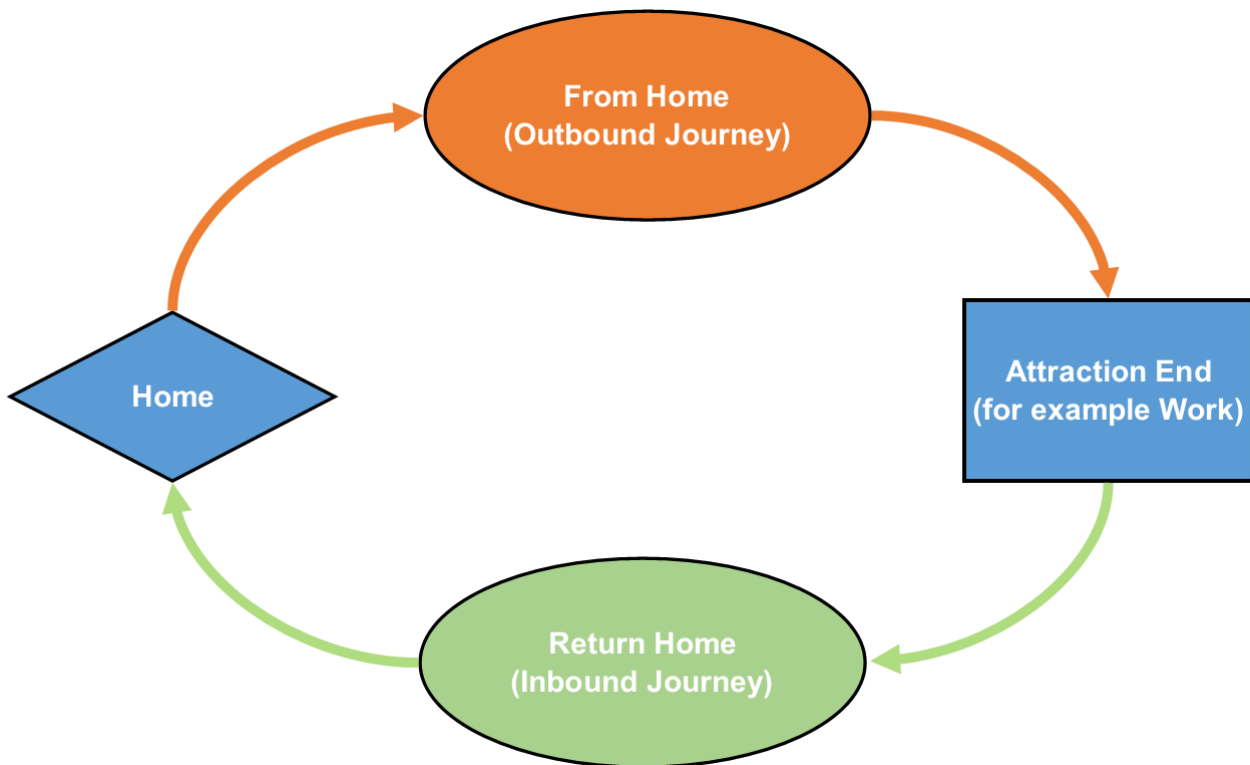 From Home
(Outbound Journey)
Home
Attraction End
(for example Work)
Return Home
(Inbound Journey)